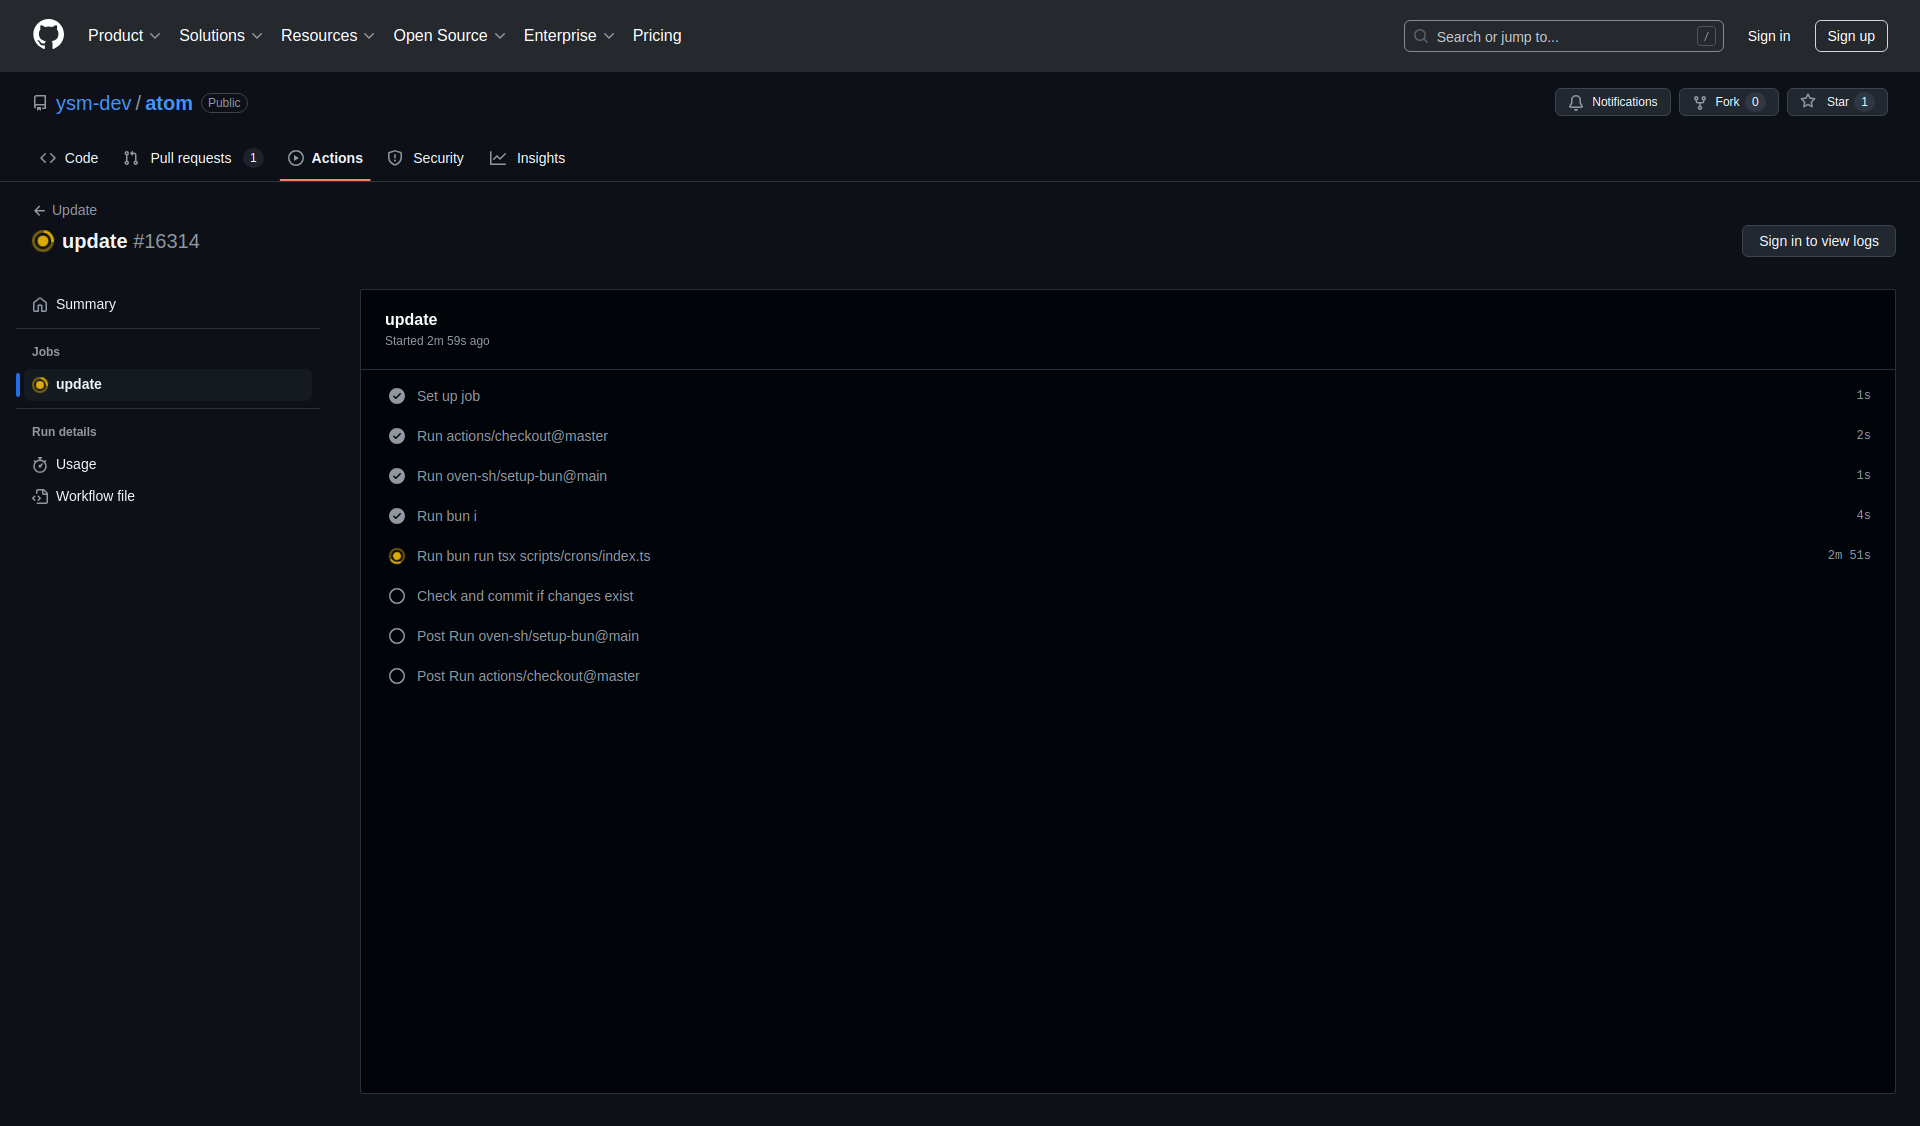 Product Solutions Resources Open Source Enterprise Pricing Search or jump to... / Sign in Sign up
ysm-dev / atom Public Notifications Fork 0 Star 1
Code Pull requests 1 Actions Security Insights
Update
update #16314
Sign in to view logs
Summary
Jobs
update
Run details
Usage
Workflow file
update
Started 2m 59s ago
Set up job 1s
Run actions/checkout@master 2s
Run oven-sh/setup-bun@main 1s
Run bun i 4s
Run bun run tsx scripts/crons/index.ts 2m 51s
Check and commit if changes exist
Post Run oven-sh/setup-bun@main
Post Run actions/checkout@master